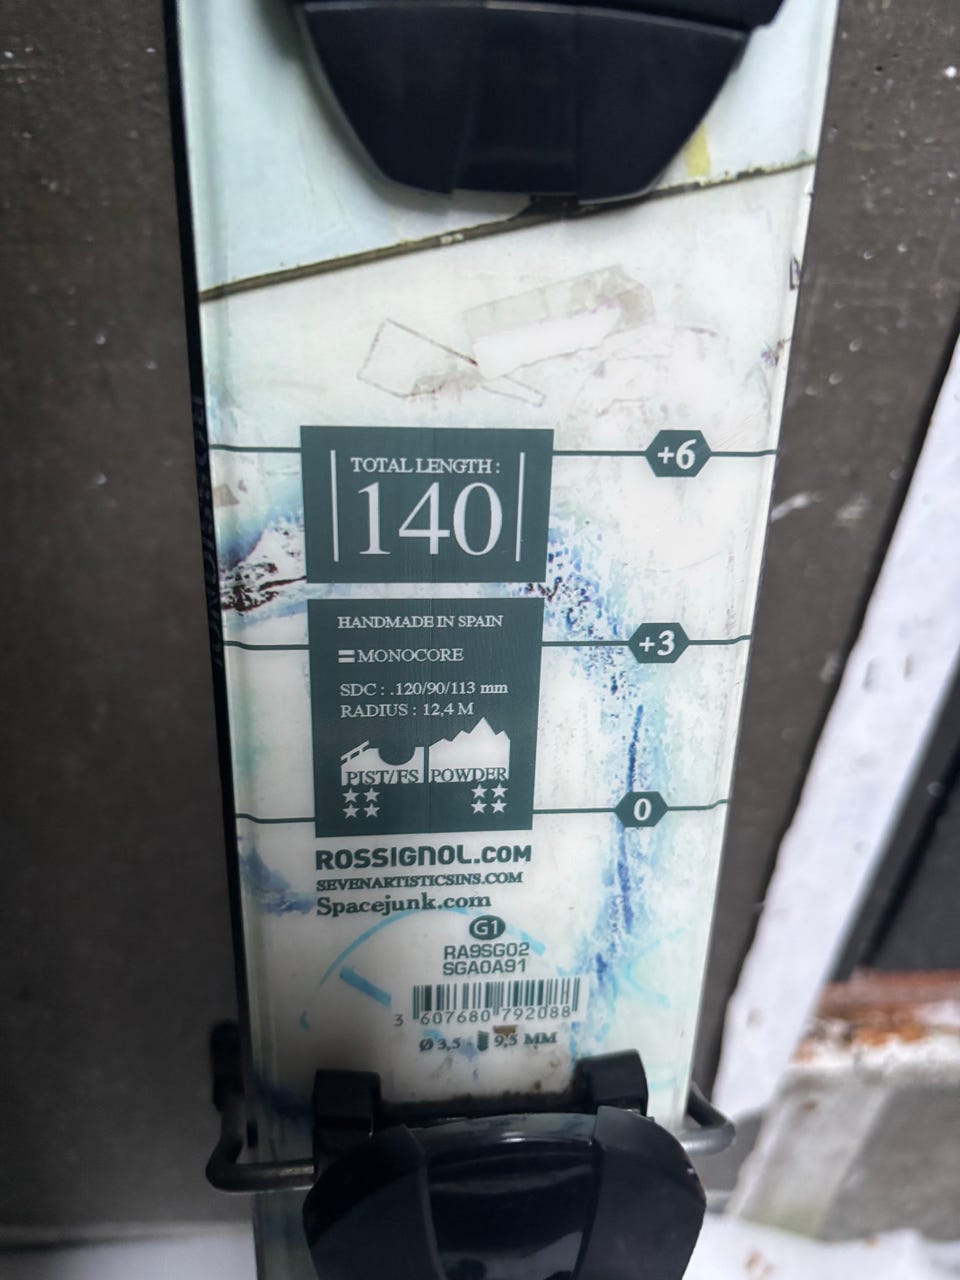 +6
TOTAL LENGTH :
140
HANDMADE IN SPAIN
+3
MONOCORE
SDC : .120/90/113 mm
RADIUS : 12,4 M
PIST/FS POWDER
0
ROSSIGNOL.COM
SEVENARTISTICSINS.COM
Spacejunk.com
G1
RA9SG02
SGA0A91
3 607680 792088
Ø 3,5 - 9,5 MM